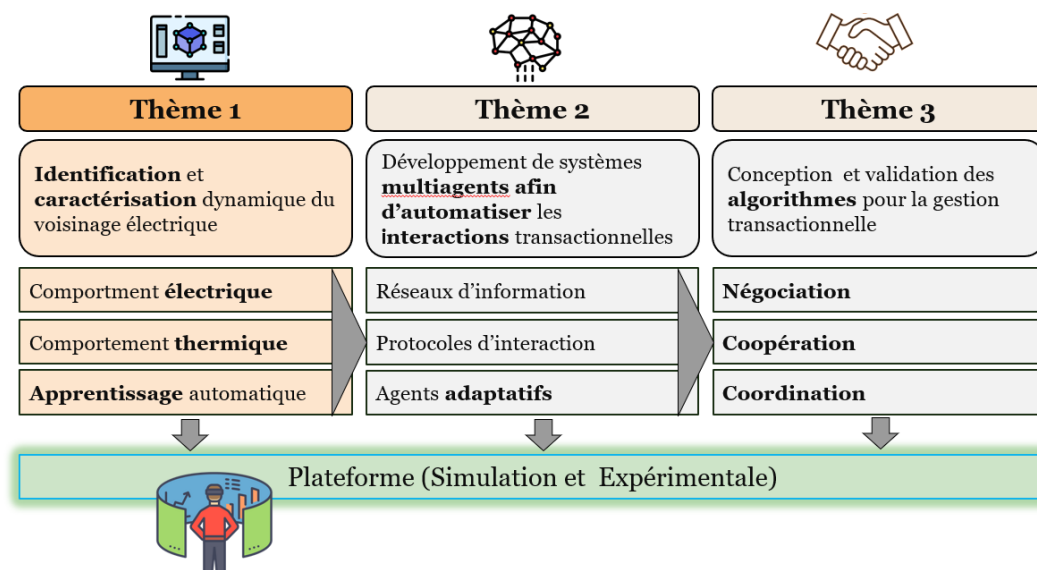 Thème 1
Identification et
caractérisation dynamique du
voisinage électrique
Comportment électrique
Comportement thermique
Apprentissage automatique
Thème 2
Développement de systèmes
multiagents afin
d’automatiser les
interactions transactionnelles
Réseaux d’information
Protocoles d’interaction
Agents adaptatifs
Thème 3
Conception et validation des
algorithmes pour la gestion
transactionnelle
Négociation
Coopération
Coordination
Plateforme (Simulation et Expérimentale)